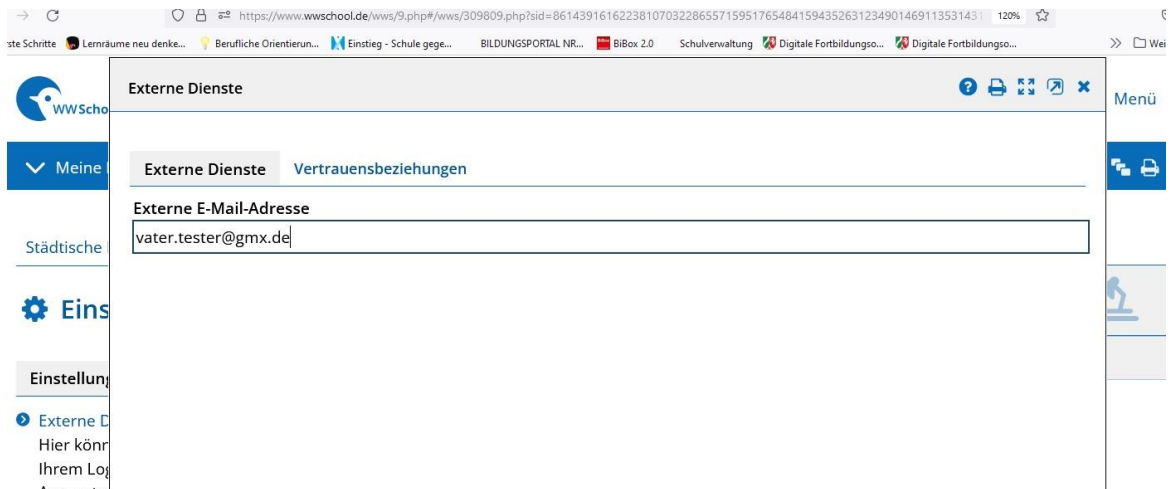 https://www.wwschool.de/wws/9.php#/wws/309809.php?sid=86143916162238107032286557159517654841594352631234901469113531431 120%
rste Schritte Lernräume neu denke... Berufliche Orientierun... Einstieg - Schule gege... BILDUNGSPORTAL NR... BiBox 2.0 Schulverwaltung Digitale Fortbildungso... Digitale Fortbildungso... Wei
WWScho
Externe Dienste
Menü
Meine
Externe Dienste Vertrauensbeziehungen
Externe E-Mail-Adresse
vater.tester@gmx.de
Städtische
Eins
Einstellung
Externe D
Hier könn
Ihrem Log